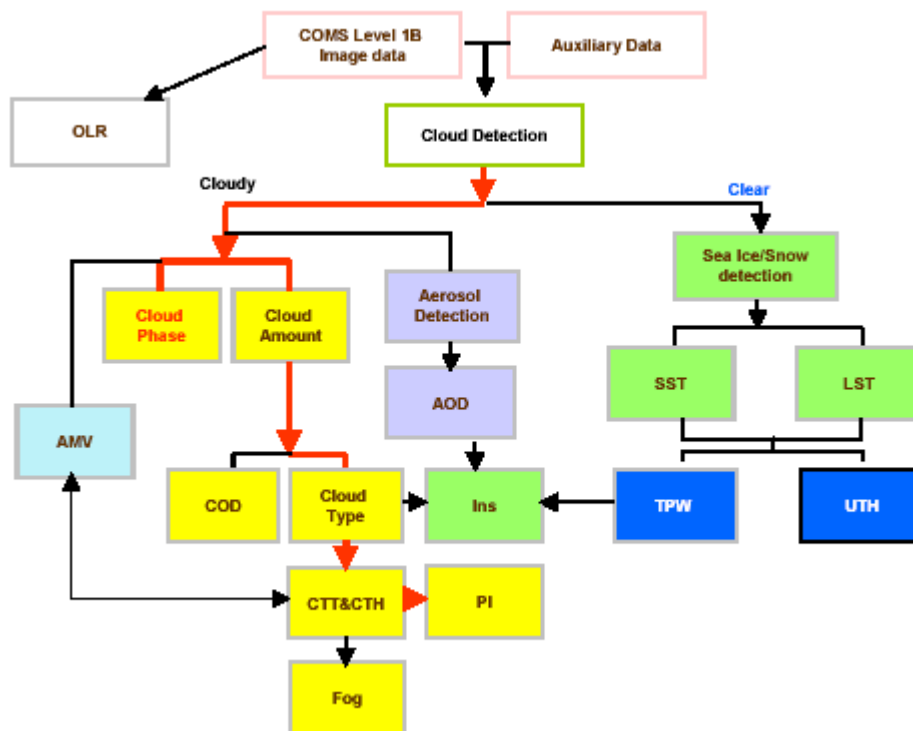 COMS Level 1B
Image data
Auxiliary Data
OLR
Cloud Detection
Cloudy
Clear
Sea Ice/Snow
detection
Cloud
Phase
Cloud
Amount
Aerosol
Detection
SST
LST
AMV
AOD
COD
Cloud
Type
Ins
TPW
UTH
CTT&CTH
PI
Fog